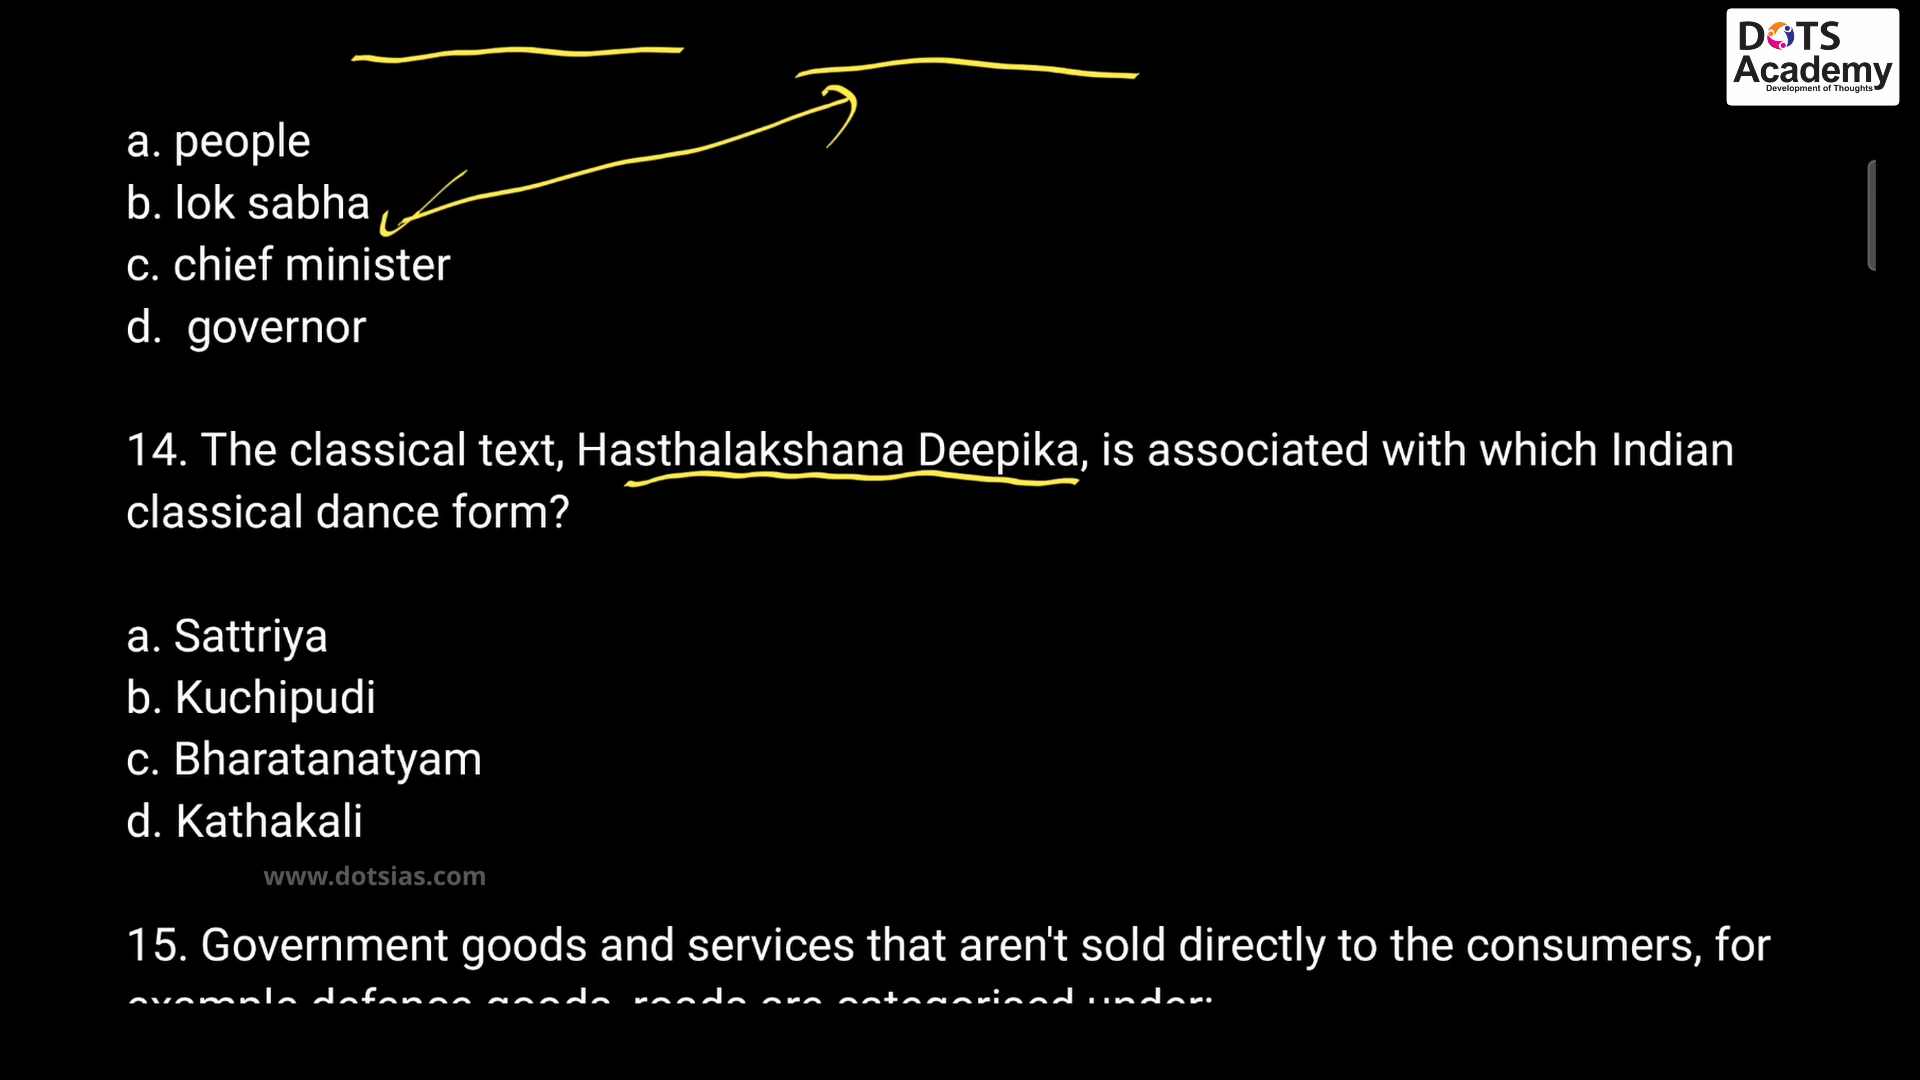 DOTS
Academy
Development of Thoughts
a. people
b. lok sabha
c. chief minister
d. governor
14. The classical text, Hasthalakshana Deepika, is associated with which Indian
classical dance form?
a. Sattriya
b. Kuchipudi
c. Bharatanatyam
d. Kathakali
www.dotsias.com
15. Government goods and services that aren't sold directly to the consumers, for
example defence goods, roads are categorised under: